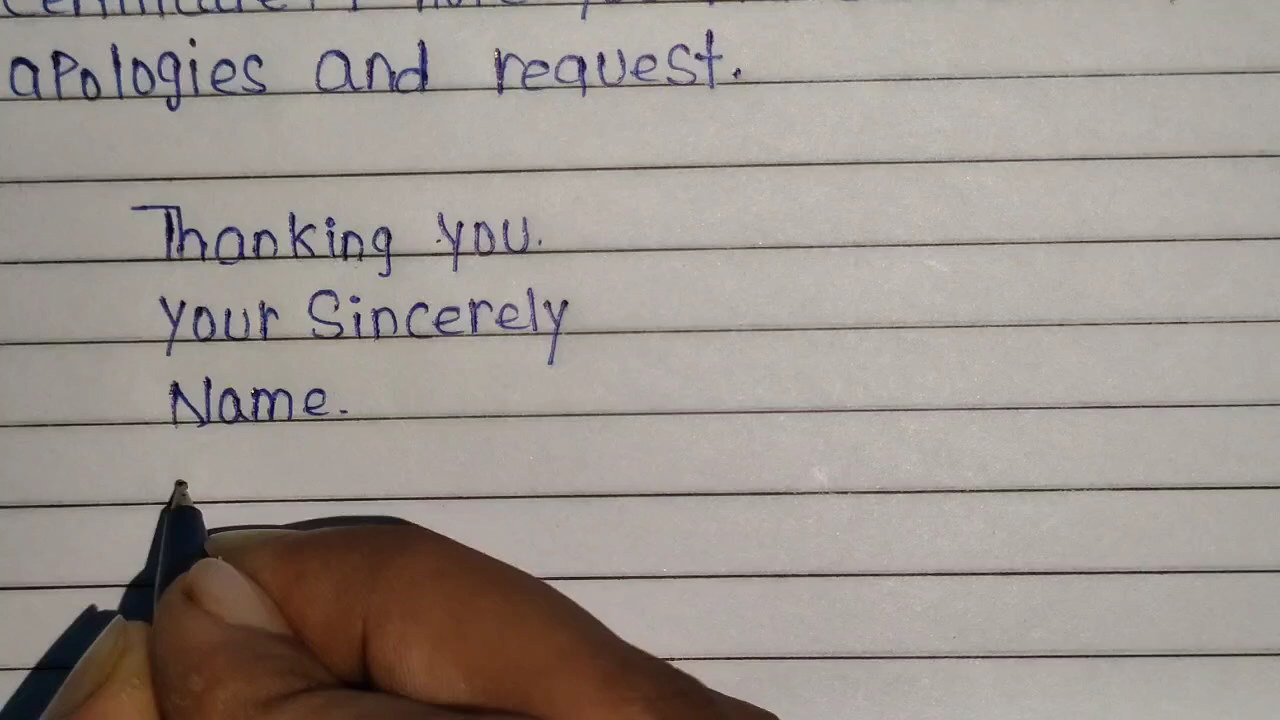 apologies and request.
Thanking you.
Your Sincerely
Name.